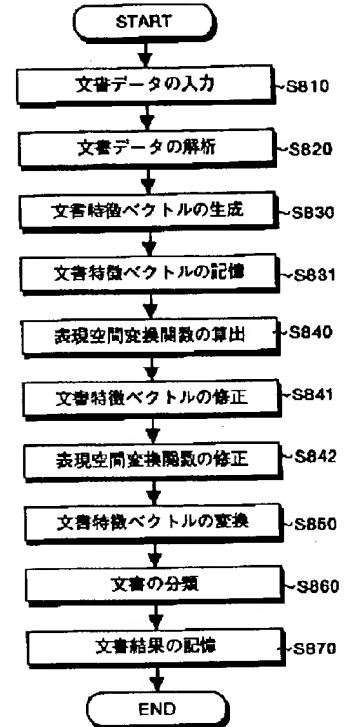 START
文書データの入力 S810
文書データの解析 S820
文書特徴ベクトルの生成 S830
文書特徴ベクトルの記憶 S831
表現空間変換関数の算出 S840
文書特徴ベクトルの修正 S841
表現空間変換関数の修正 S842
文書特徴ベクトルの変換 S850
文書の分類 S860
文書結果の記憶 S870
END